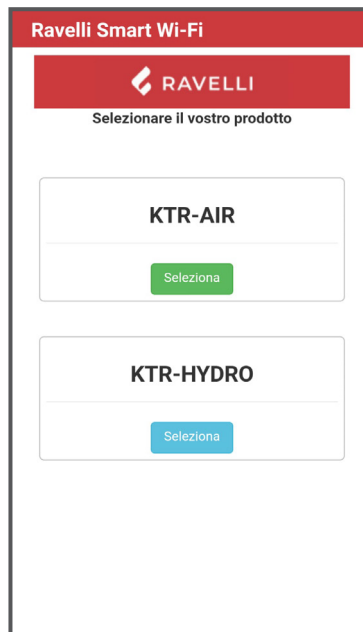 Ravelli Smart Wi-Fi
RAVELLI
Selezionare il vostro prodotto
KTR-AIR
Seleziona
KTR-HYDRO
Seleziona